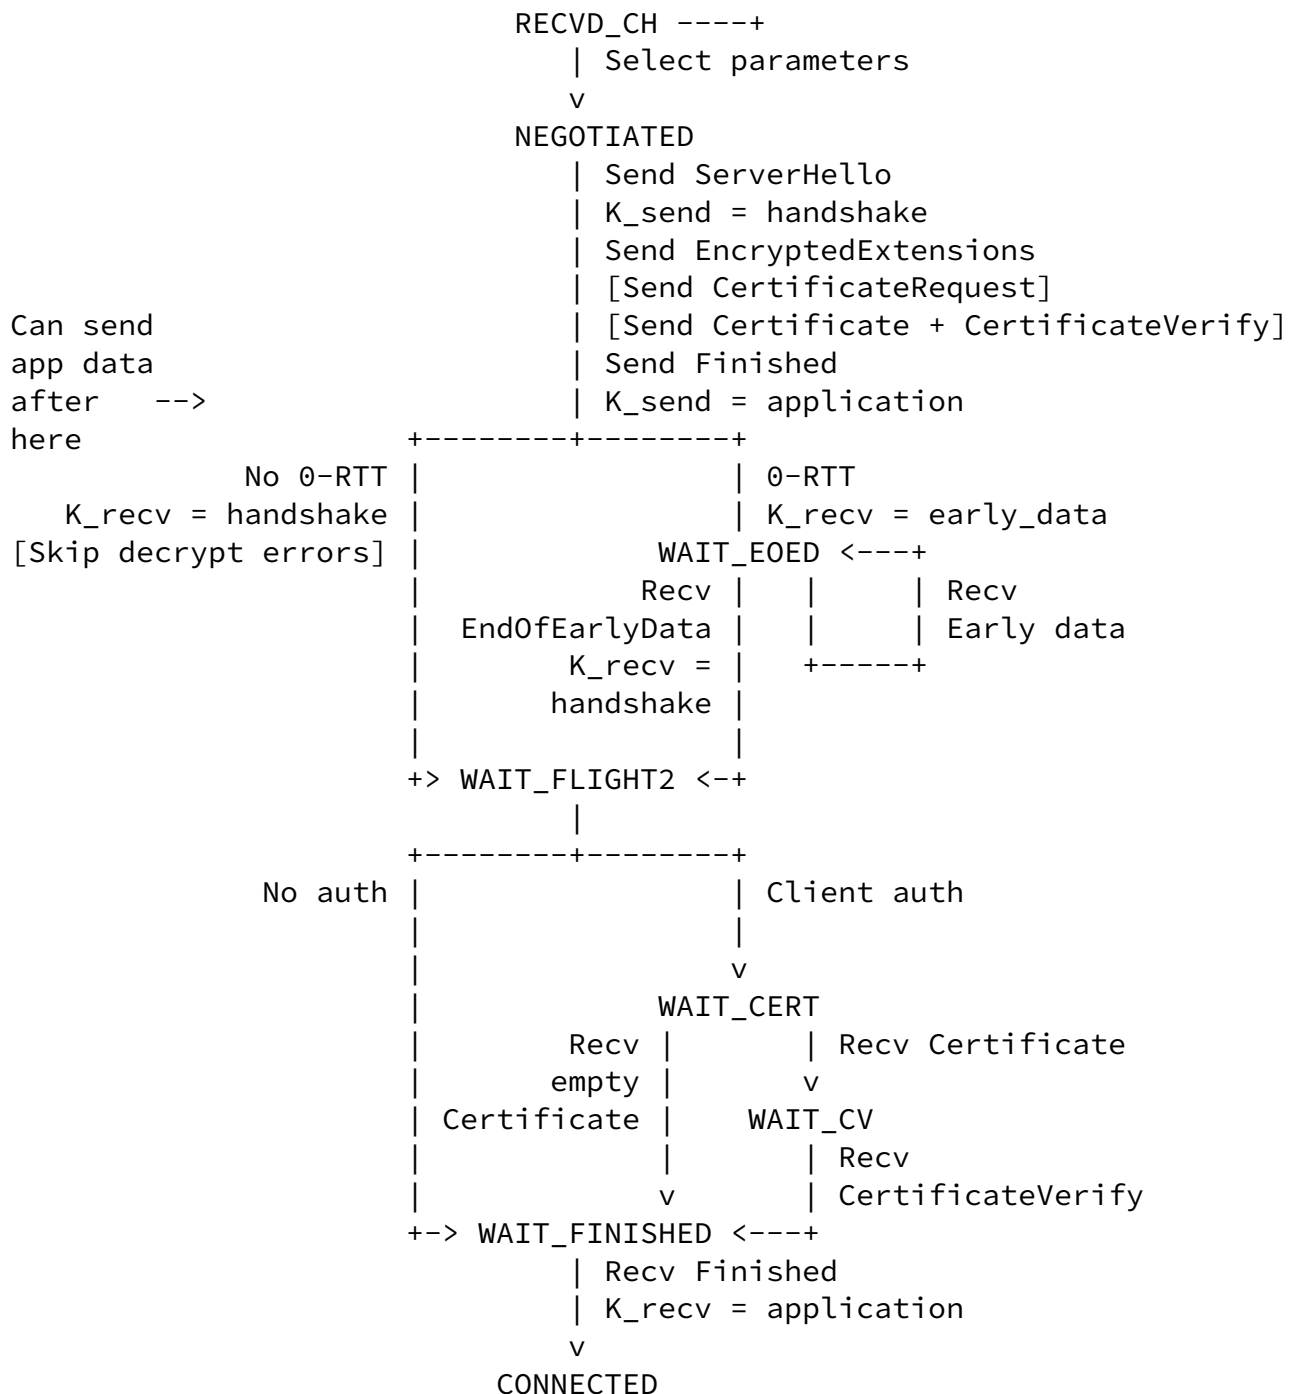 RECVD_CH ----+
                               | Select parameters
                               v
                            NEGOTIATED
                               | Send ServerHello
                               | K_send = handshake
                               | Send EncryptedExtensions
                               | [Send CertificateRequest]
Can send                       | [Send Certificate + CertificateVerify]
app data                       | Send Finished
after   -->                    | K_send = application
here                  +--------+--------+
             No 0-RTT |                 | 0-RTT
   K_recv = handshake |                 | K_recv = early_data
[Skip decrypt errors] |             WAIT_EOED <---+
                      |            Recv |   |     | Recv
                      |  EndOfEarlyData |   |     | Early data
                      |        K_recv = |   +-----+
                      |       handshake |
                      |                 |
                      +> WAIT_FLIGHT2 <-+
                               |
                      +--------+--------+
              No auth |                 | Client auth
                      |                 |
                      |                 v
                      |             WAIT_CERT
                      |        Recv |       | Recv Certificate
                      |       empty |       v
                      | Certificate |    WAIT_CV
                      |             |       | Recv
                      |             v       | CertificateVerify
                      +-> WAIT_FINISHED <---+
                               | Recv Finished
                               | K_recv = application
                               v
                           CONNECTED